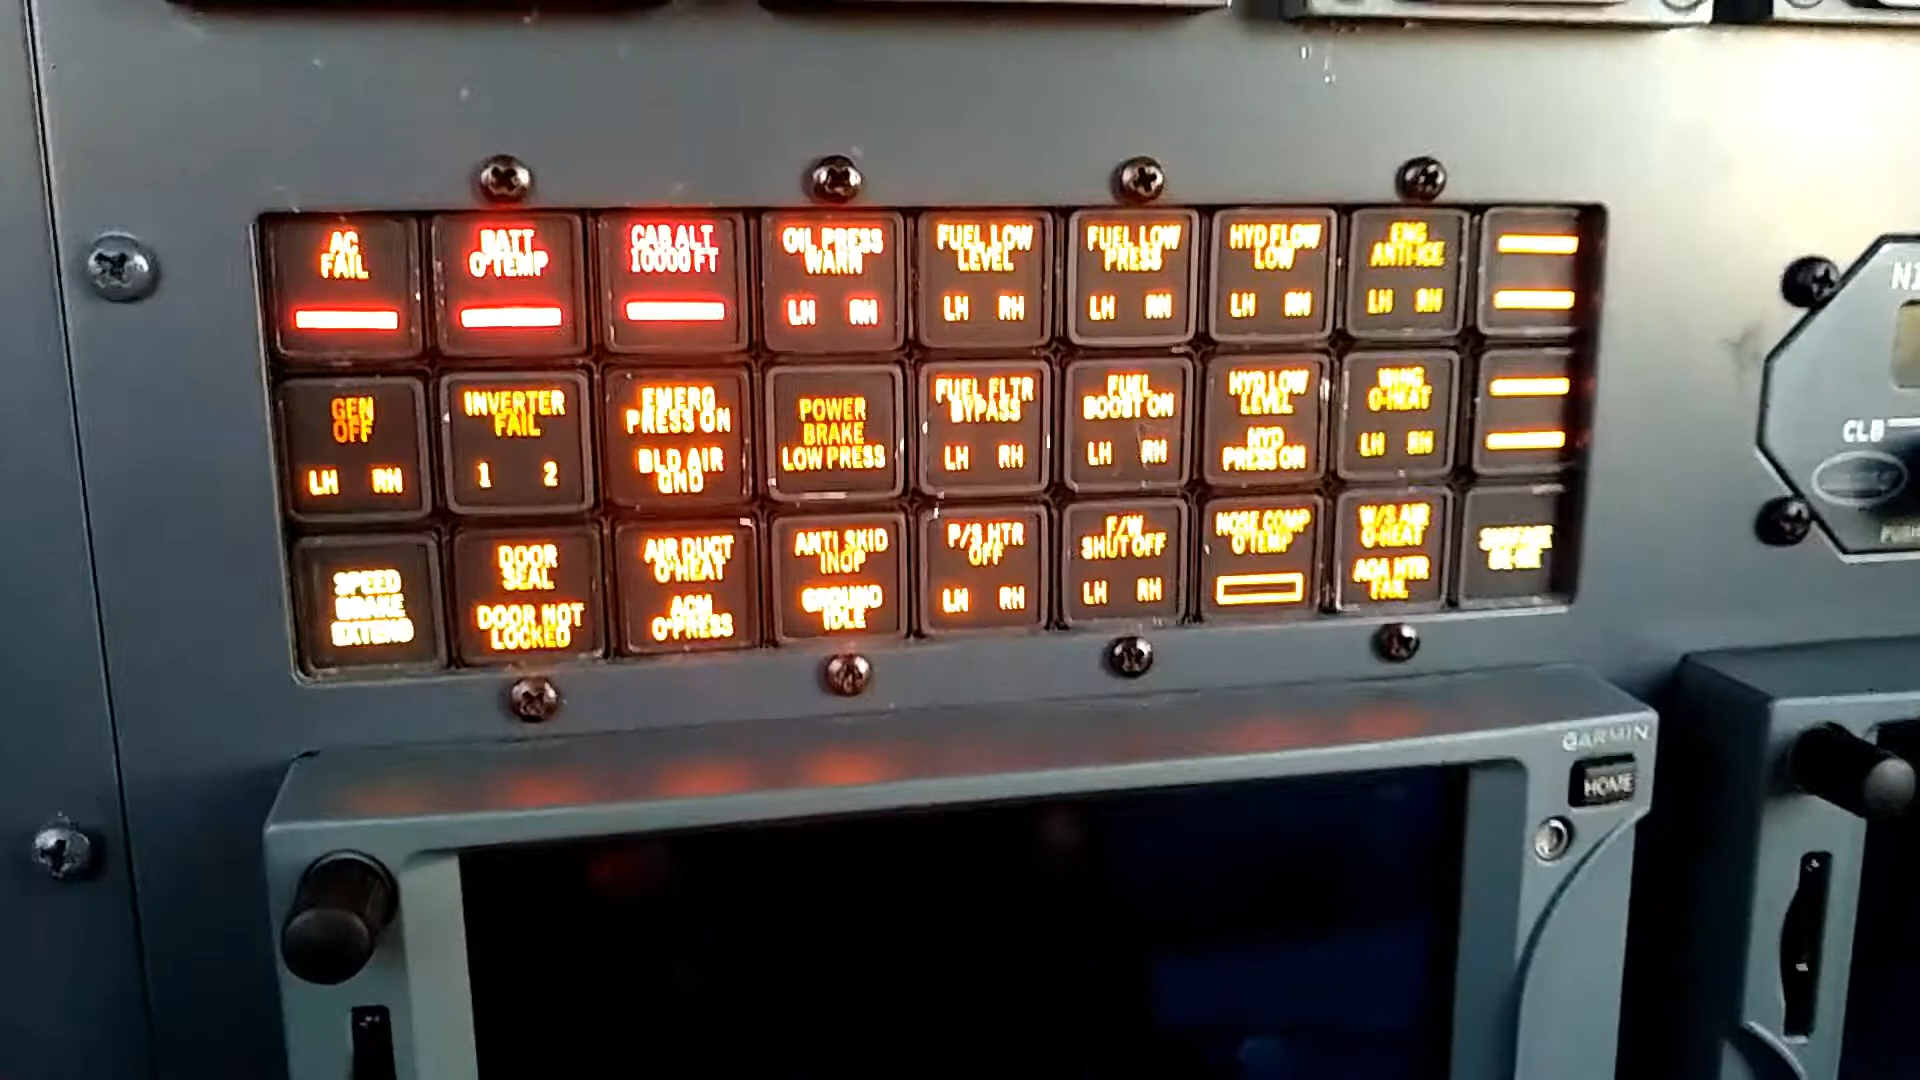 AC
FAIL
BATT
O'TEMP
CAB ALT
10000 FT
OIL PRESS
WARN
LH RH
FUEL LOW
LEVEL
LH RH
FUEL LOW
PRESS
LH RH
HYD FLOW
LOW
LH RH
ENG
ANTI-ICE
LH RH
GEN
OFF
LH RH
INVERTER
FAIL
1 2
EMERG
PRESS ON
BLD AIR
GND
POWER
BRAKE
LOW PRESS
FUEL FLTR
BYPASS
LH RH
FUEL
BOOST ON
LH RH
HYD LOW
LEVEL
HYD
PRESS ON
WING
O'HEAT
LH RH
SPEED
BRAKE
EXTEND
DOOR
SEAL
DOOR NOT
LOCKED
AIR DUCT
O'HEAT
ACM
O'PRESS
ANTI SKID
INOP
GROUND
IDLE
P/S HTR
OFF
LH RH
F/W
SHUTOFF
LH RH
NOSE COMP
O'TEMP
W/S AIR
O'HEAT
AOA HTR
FAIL
SURFACE
DE-ICE
N1
CLB
GARMIN
HOME